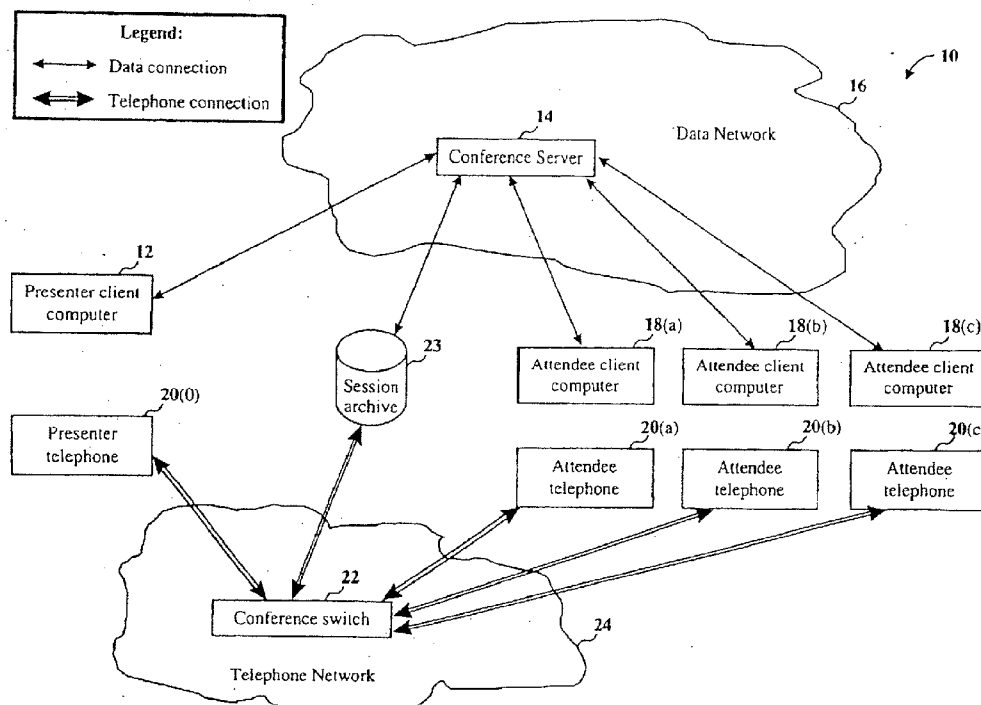 Legend:
Data connection
Telephone connection
10
16
Data Network
14
Conference Server
12
Presenter client
computer
23
Session
archive
18(a)
Attendee client
computer
18(b)
Attendee client
computer
18(c)
Attendee client
computer
20(0)
Presenter
telephone
20(a)
Attendee
telephone
20(b)
Attendee
telephone
20(c
Attendee
telephone
22
Conference switch
24
Telephone Network